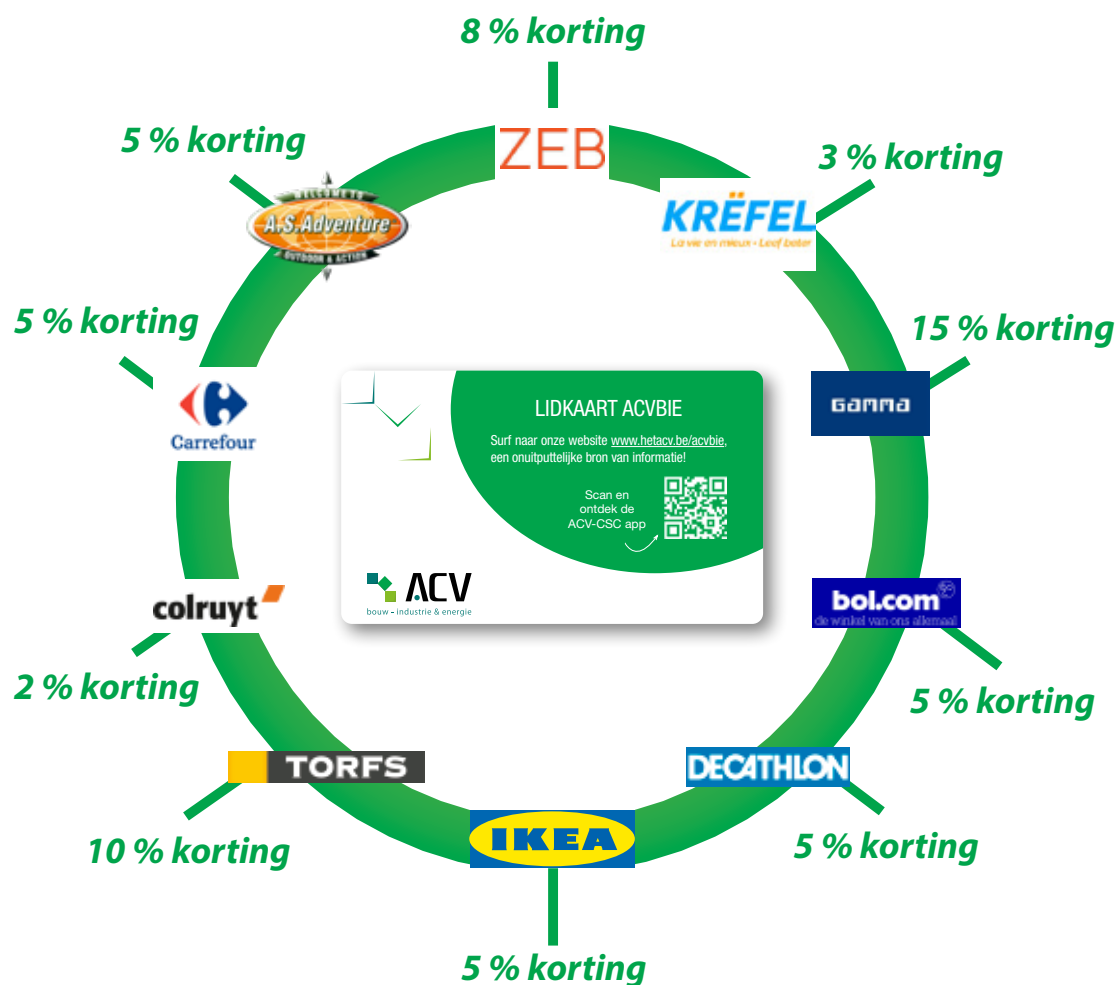 8 % korting
ZEB
5 % korting
WELCOME TO
A.S.Adventure
OUTDOOR & ACTION
3 % korting
KRËFEL
La vie en mieux • Leef beter
5 % korting
Carrefour
15 % korting
GAMMA
LIDKAART ACVBIE
Surf naar onze website www.hetacv.be/acvbie,
een onuitputtelijke bron van informatie!
Scan en
ontdek de
ACV-CSC app
ACV
bouw - industrie & energie
colruyt
2 % korting
bol.com
de winkel van ons allemaal
5 % korting
TORFS
10 % korting
DECATHLON
5 % korting
IKEA
5 % korting